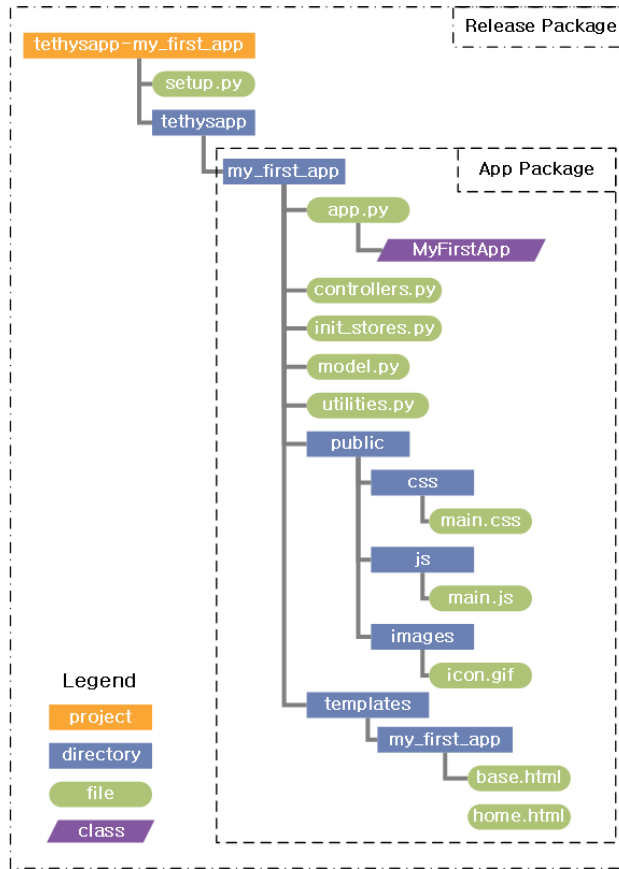 Release Package
tethysapp-my_first_app
setup.py
tethysapp
App Package
my_first_app
app.py
MyFirstApp
controllers.py
init_stores.py
model.py
utilities.py
public
css
main.css
js
main.js
images
icon.gif
templates
my_first_app
base.html
home.html
Legend
project
directory
file
class